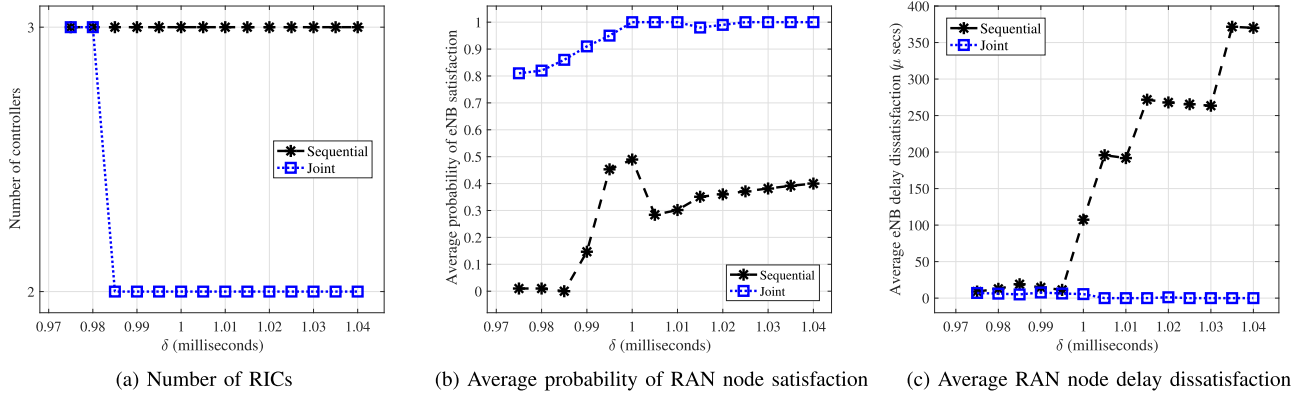 Number of controllers
3
2
Sequential
Joint
0.97 0.98 0.99 1 1.01 1.02 1.03 1.04
δ (milliseconds)
(a) Number of RICs
Average probability of eNB satisfaction
1
0.9
0.8
0.7
0.6
0.5
0.4
0.3
0.2
0.1
0
Sequential
Joint
0.97 0.98 0.99 1 1.01 1.02 1.03 1.04
δ (milliseconds)
(b) Average probability of RAN node satisfaction
Average eNB delay dissatisfaction (μ secs)
400
350
300
250
200
150
100
50
0
Sequential
Joint
0.97 0.98 0.99 1 1.01 1.02 1.03 1.04
δ (milliseconds)
(c) Average RAN node delay dissatisfaction